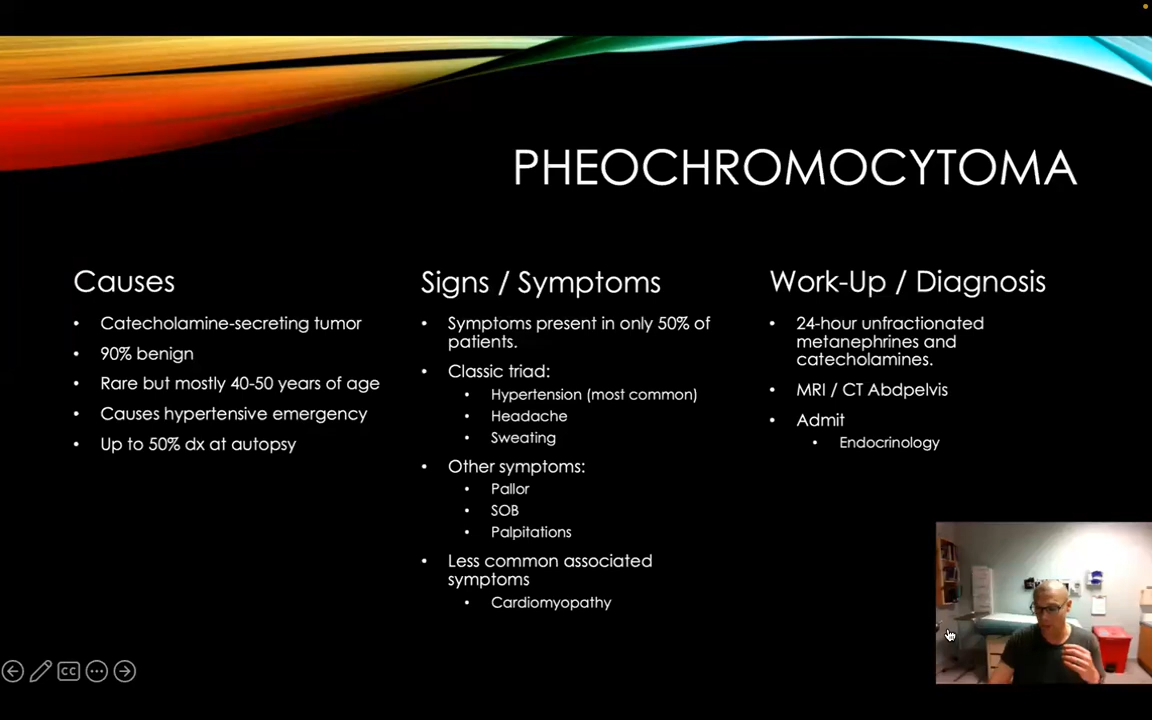 PHEOCHROMOCYTOMA
Causes
• Catecholamine-secreting tumor
• 90% benign
• Rare but mostly 40-50 years of age
• Causes hypertensive emergency
• Up to 50% dx at autopsy
Signs / Symptoms
• Symptoms present in only 50% of
patients.
• Classic triad:
• Hypertension (most common)
• Headache
• Sweating
• Other symptoms:
• Pallor
• SOB
• Palpitations
• Less common associated
symptoms
• Cardiomyopathy
Work-Up / Diagnosis
• 24-hour unfractionated
metanephrines and
catecholamines.
• MRI / CT Abdpelvis
• Admit
• Endocrinology
CC